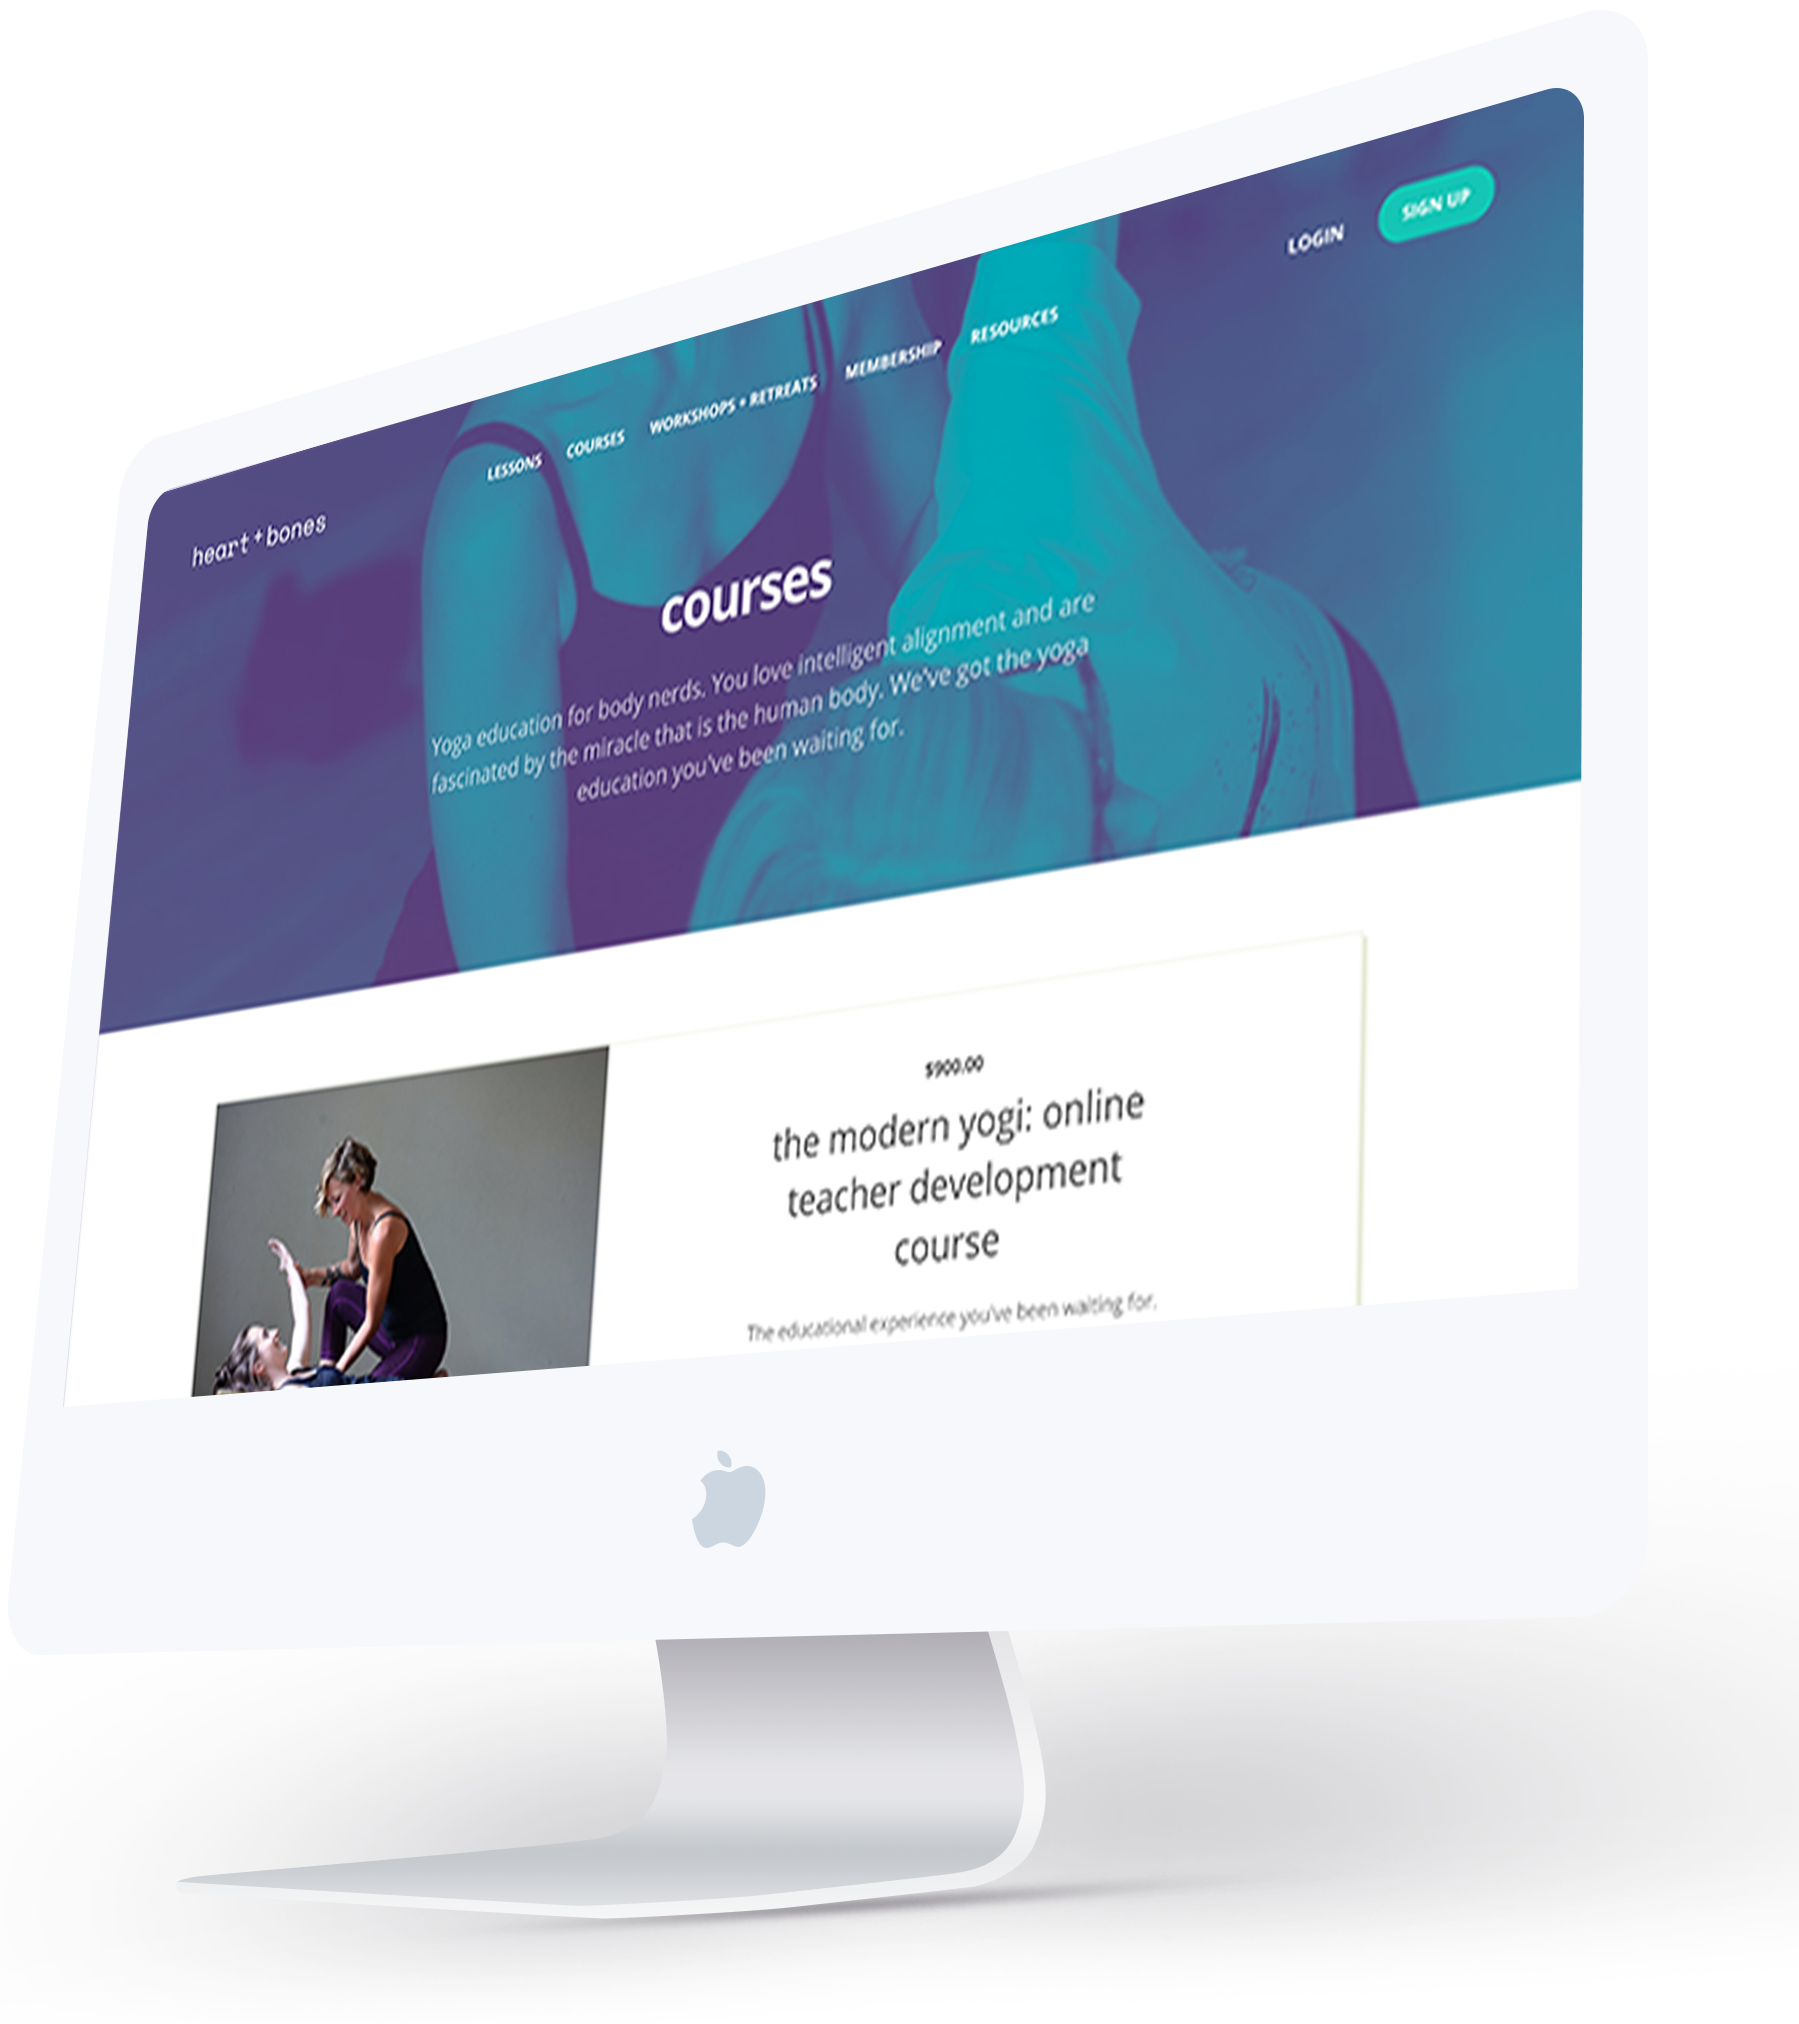 heart + bones
LESSONS COURSES WORKSHOPS + RETREATS MEMBERSHIP RESOURCES
LOGIN SIGN UP
courses
Yoga education for body nerds. You love intelligent alignment and are
fascinated by the miracle that is the human body. We've got the yoga
education you've been waiting for.
$900.00
the modern yogi: online
teacher development
course
The educational experience you've been waiting for.